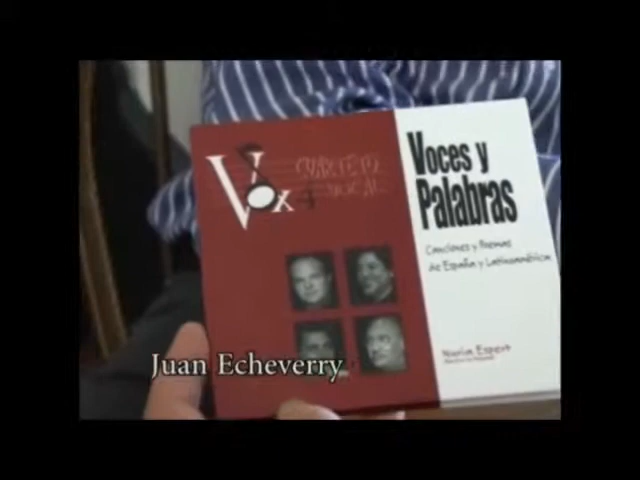 Vox
CUARTETO
VOCAL
Voces y
Palabras
Canciones y Poemas
de España y Latinoamérica
Nuria Espert
Juan Echeverry